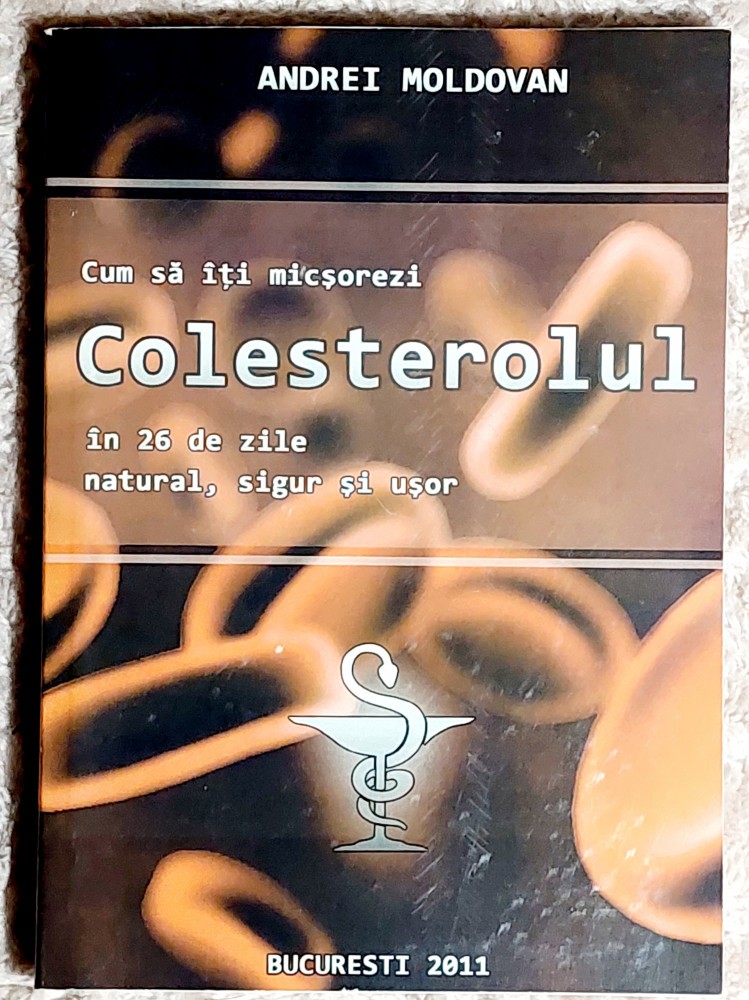 ANDREI MOLDOVAN
Cum să îți micșorezi
Colesterolul
în 26 de zile
natural, sigur și ușor
BUCURESTI 2011